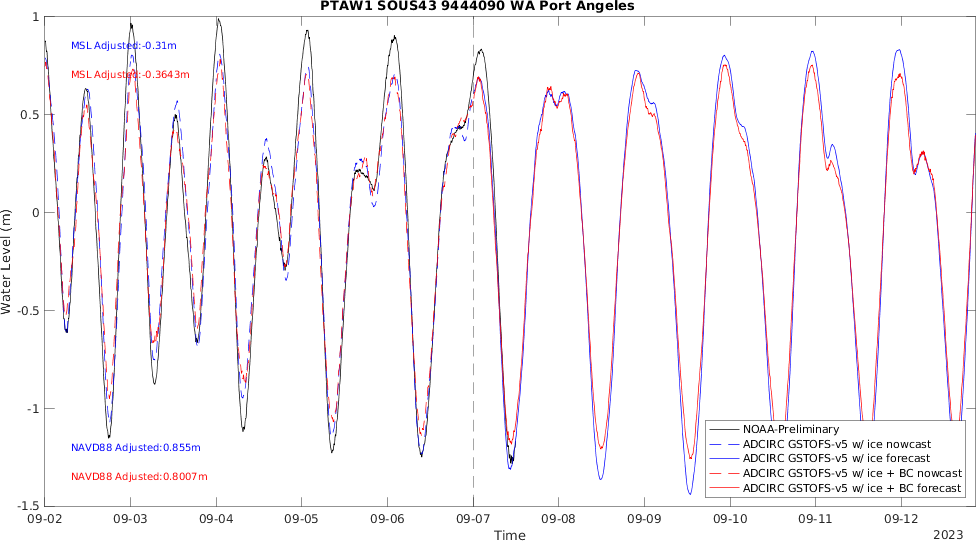 PTAW1 SOUS43 9444090 WA Port Angeles
MSL Adjusted:-0.31m
MSL Adjusted:-0.3643m
NAVD88 Adjusted:0.855m
NAVD88 Adjusted:0.8007m
Water Level (m)
1
0.5
0
-0.5
-1
-1.5
NOAA-Preliminary
ADCIRC GSTOFS-v5 w/ ice nowcast
ADCIRC GSTOFS-v5 w/ ice forecast
ADCIRC GSTOFS-v5 w/ ice + BC nowcast
ADCIRC GSTOFS-v5 w/ ice + BC forecast
09-02 09-03 09-04 09-05 09-06 09-07 09-08 09-09 09-10 09-11 09-12
Time
2023